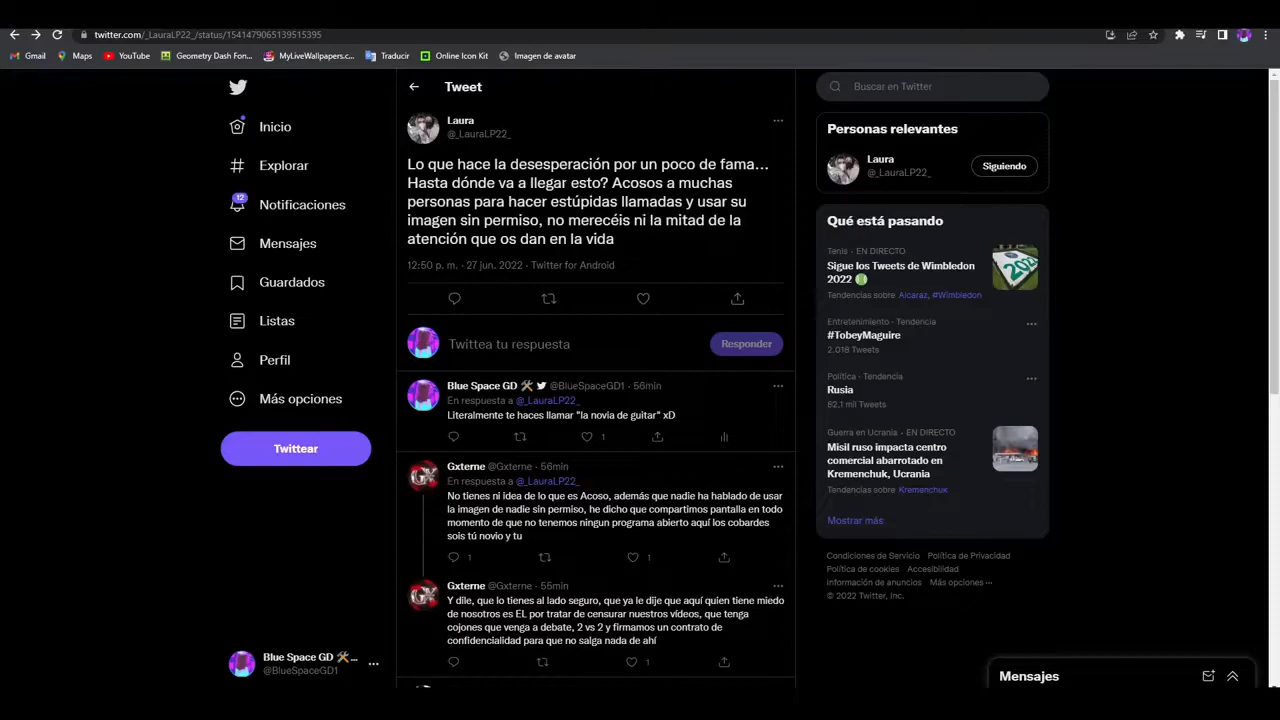 twitter.com/_LauraLP22_/status/1541479065139515395
Gmail
Maps
YouTube
Geometry Dash Fon...
MyLiveWallpapers.c...
Traducir
Online Icon Kit
Imagen de avatar
Inicio
Explorar
12
Notificaciones
Mensajes
Guardados
Listas
Perfil
Más opciones
Twittear
Blue Space GD 🛠️...
@BlueSpaceGD1
Tweet
Laura
@_LauraLP22_
Lo que hace la desesperación por un poco de fama...
Hasta dónde va a llegar esto? Acosos a muchas
personas para hacer estúpidas llamadas y usar su
imagen sin permiso, no merecéis ni la mitad de la
atención que os dan en la vida
12:50 p. m. · 27 jun. 2022 · Twitter for Android
Twittea tu respuesta
Responder
Blue Space GD 🛠️ @BlueSpaceGD1 · 56min
En respuesta a @_LauraLP22_
Literalmente te haces llamar "la novia de guitar" xD
1
Gxterne @Gxterne · 56min
En respuesta a @_LauraLP22_
No tienes ni idea de lo que es Acoso, además que nadie ha hablado de usar
la imagen de nadie sin permiso, he dicho que compartimos pantalla en todo
momento de que no tenemos ningun programa abierto aquí los cobardes
sois tú novio y tu
1 1
Gxterne @Gxterne · 55min
Y dile, que lo tienes al lado seguro, que ya le dije que aquí quien tiene miedo
de nosotros es EL por tratar de censurar nuestros vídeos, que tenga
cojones que venga a debate, 2 vs 2 y firmamos un contrato de
confidencialidad para que no salga nada de ahí
1
Buscar en Twitter
Personas relevantes
Laura
@_LauraLP22_
Siguiendo
Qué está pasando
Tenis · EN DIRECTO
Sigue los Tweets de Wimbledon
2022
Tendencias sobre Alcaraz, #Wimbledon
Entretenimiento · Tendencia
#TobeyMaguire
2.018 Tweets
Política · Tendencia
Rusia
82,1 mil Tweets
Guerra en Ucrania · EN DIRECTO
Misil ruso impacta centro
comercial abarrotado en
Kremenchuk, Ucrania
Tendencias sobre Kremenchuk
Mostrar más
Condiciones de Servicio Política de Privacidad
Política de cookies Accesibilidad
Información de anuncios Más opciones ···
© 2022 Twitter, Inc.
Mensajes